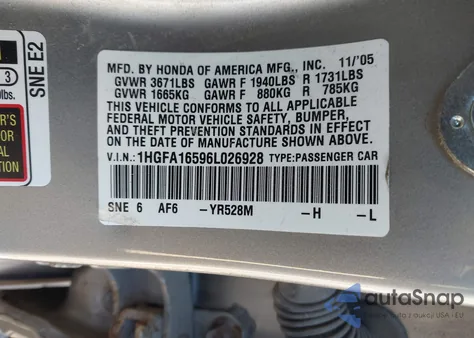 MFD. BY HONDA OF AMERICA MFG., INC. 11/'05
GVWR 3671LBS GAWR F 1940LBS R 1731LBS
GVWR 1665KG GAWR F 880KG R 785KG
THIS VEHICLE CONFORMS TO ALL APPLICABLE
FEDERAL MOTOR VEHICLE SAFETY, BUMPER,
AND THEFT PREVENTION STANDARDS IN EFFECT
ON THE DATE OF MANUFACTURE SHOWN ABOVE.
V.I.N.: 1HGFA16596L026928 TYPE:PASSENGER CAR
SNE 6 AF6 -YR528M -H -L
SNE E2
3
lbs.
R'S
autoSnap